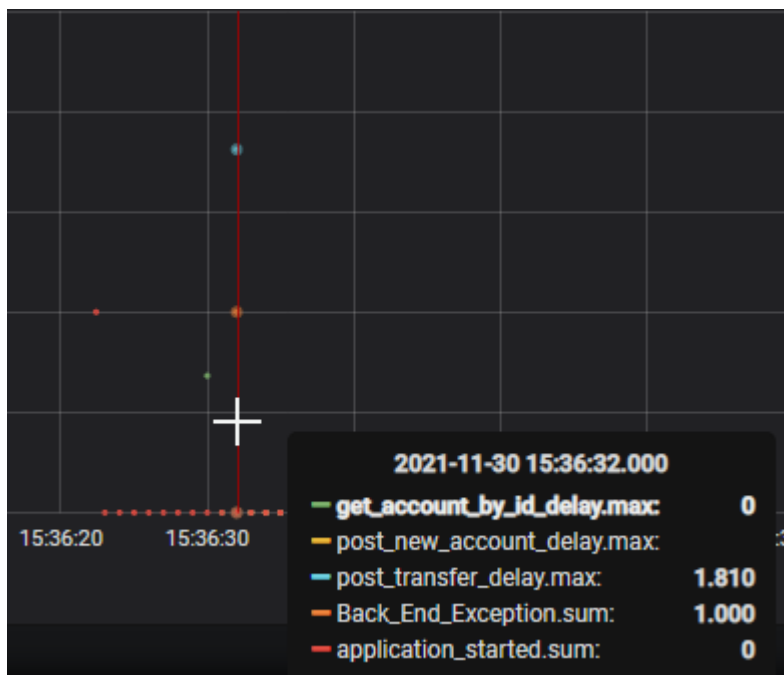 15:36:20
15:36:30
2021-11-30 15:36:32.000
get_account_by_id_delay.max: 0
post_new_account_delay.max:
post_transfer_delay.max: 1.810
Back_End_Exception.sum: 1.000
application_started.sum: 0